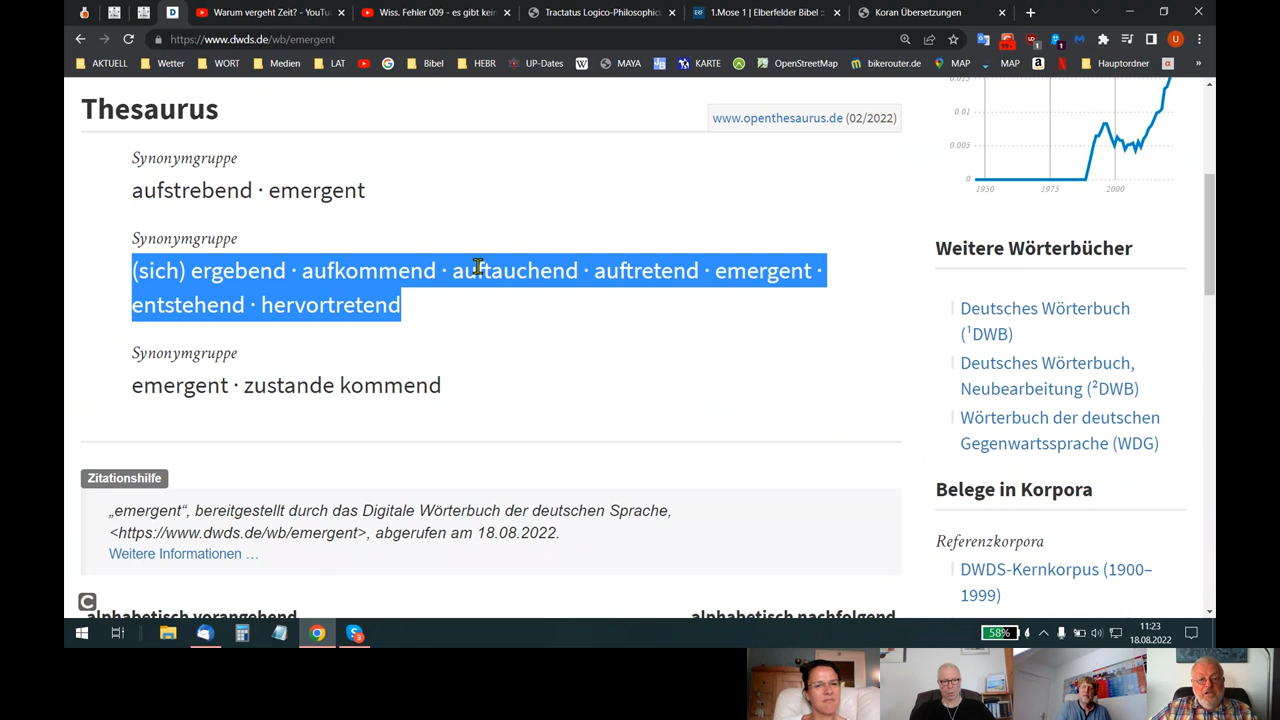 Warum vergeht Zeit? - YouTu
Wiss. Fehler 009 - es gibt kein
Tractatus Logico-Philosophic
1.Mose 1 | Elberfelder Bibel ::
Koran Übersetzungen
https://www.dwds.de/wb/emergent
AKTUELL
Wetter
WORT
Medien
LAT
Bibel
HEBR
UP-Dates
MAYA
KARTE
OpenStreetMap
bikerouter.de
MAP
MAP
Hauptordner
Thesaurus
www.openthesaurus.de (02/2022)
Synonymgruppe
aufstrebend · emergent
Synonymgruppe
(sich) ergebend · aufkommend · auftauchend · auftretend · emergent ·
entstehend · hervortretend
Synonymgruppe
emergent · zustande kommend
Zitationshilfe
„emergent“, bereitgestellt durch das Digitale Wörterbuch der deutschen Sprache,
<https://www.dwds.de/wb/emergent>, abgerufen am 18.08.2022.
Weitere Informationen …
alphabetisch vorangehend
alphabetisch nachfolgend
0.015
0.01
0.005
0
1950
1975
2000
Weitere Wörterbücher
Deutsches Wörterbuch
(¹DWB)
Deutsches Wörterbuch,
Neubearbeitung (²DWB)
Wörterbuch der deutschen
Gegenwartssprache (WDG)
Belege in Korpora
Referenzkorpora
DWDS-Kernkorpus (1900–
1999)
58%
11:23
18.08.2022